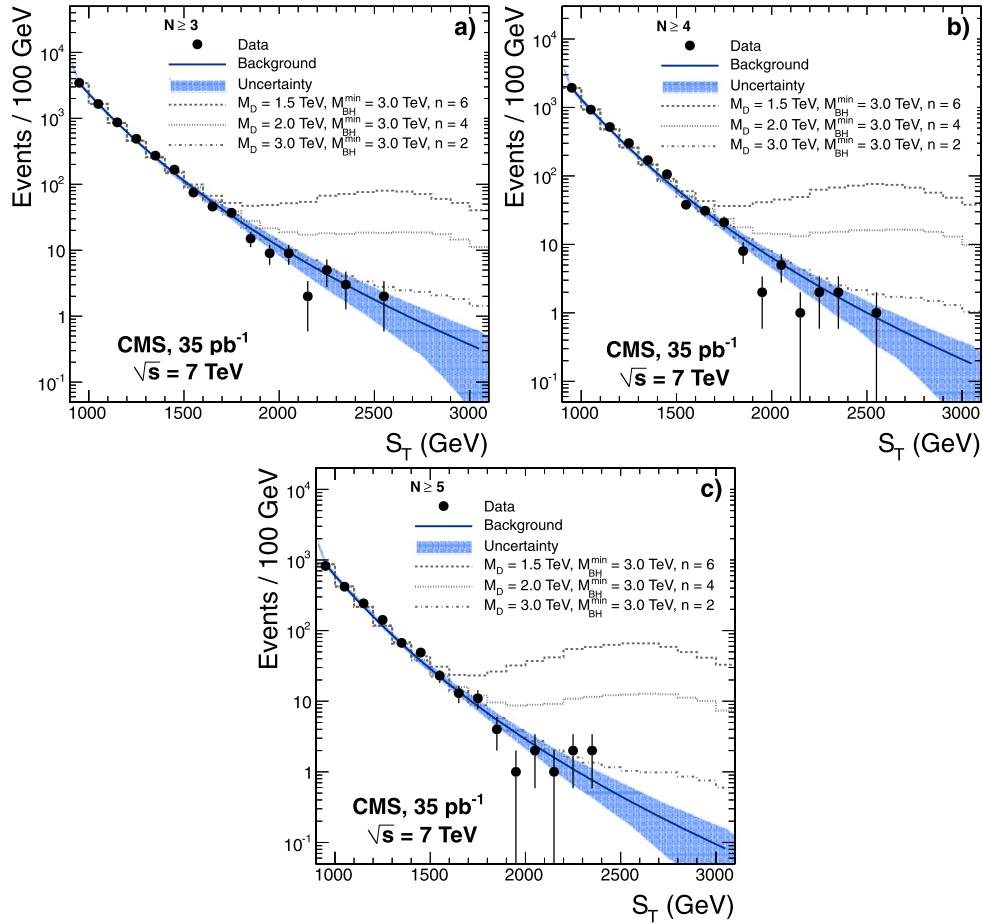 N ≥ 3
a)
Data
Background
Uncertainty
M_D = 1.5 TeV, M_BH^min = 3.0 TeV, n = 6
M_D = 2.0 TeV, M_BH^min = 3.0 TeV, n = 4
M_D = 3.0 TeV, M_BH^min = 3.0 TeV, n = 2
Events / 100 GeV
10^4
10^3
10^2
10
1
10^-1
CMS, 35 pb^-1
√s = 7 TeV
1000 1500 2000 2500 3000
S_T (GeV)
N ≥ 4
b)
Data
Background
Uncertainty
M_D = 1.5 TeV, M_BH^min = 3.0 TeV, n = 6
M_D = 2.0 TeV, M_BH^min = 3.0 TeV, n = 4
M_D = 3.0 TeV, M_BH^min = 3.0 TeV, n = 2
Events / 100 GeV
10^4
10^3
10^2
10
1
10^-1
CMS, 35 pb^-1
√s = 7 TeV
1000 1500 2000 2500 3000
S_T (GeV)
N ≥ 5
c)
Data
Background
Uncertainty
M_D = 1.5 TeV, M_BH^min = 3.0 TeV, n = 6
M_D = 2.0 TeV, M_BH^min = 3.0 TeV, n = 4
M_D = 3.0 TeV, M_BH^min = 3.0 TeV, n = 2
Events / 100 GeV
10^4
10^3
10^2
10
1
10^-1
CMS, 35 pb^-1
√s = 7 TeV
1000 1500 2000 2500 3000
S_T (GeV)